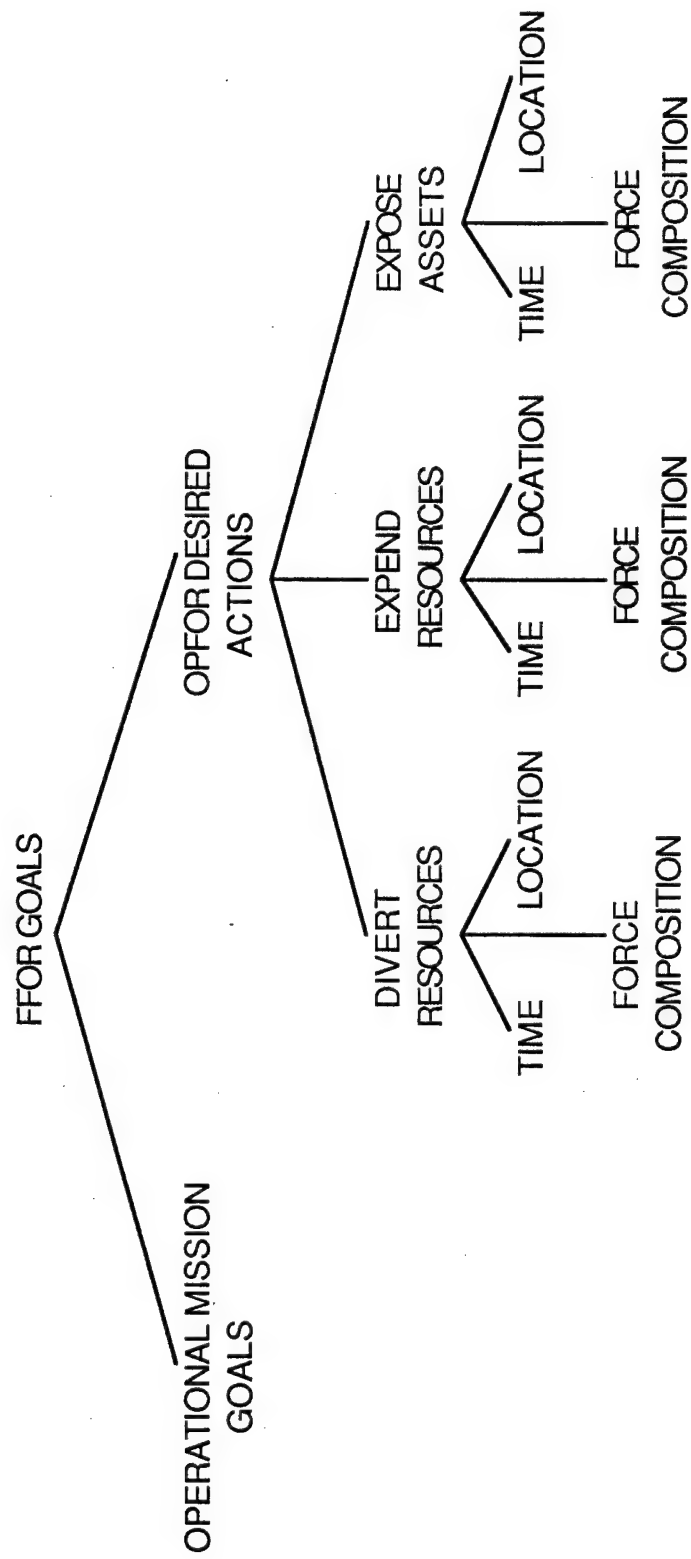 FFOR GOALS
OPERATIONAL MISSION
GOALS
OPFOR DESIRED
ACTIONS
DIVERT
RESOURCES
EXPEND
RESOURCES
EXPOSE
ASSETS
TIME
LOCATION
FORCE
COMPOSITION
TIME
LOCATION
FORCE
COMPOSITION
TIME
LOCATION
FORCE
COMPOSITION